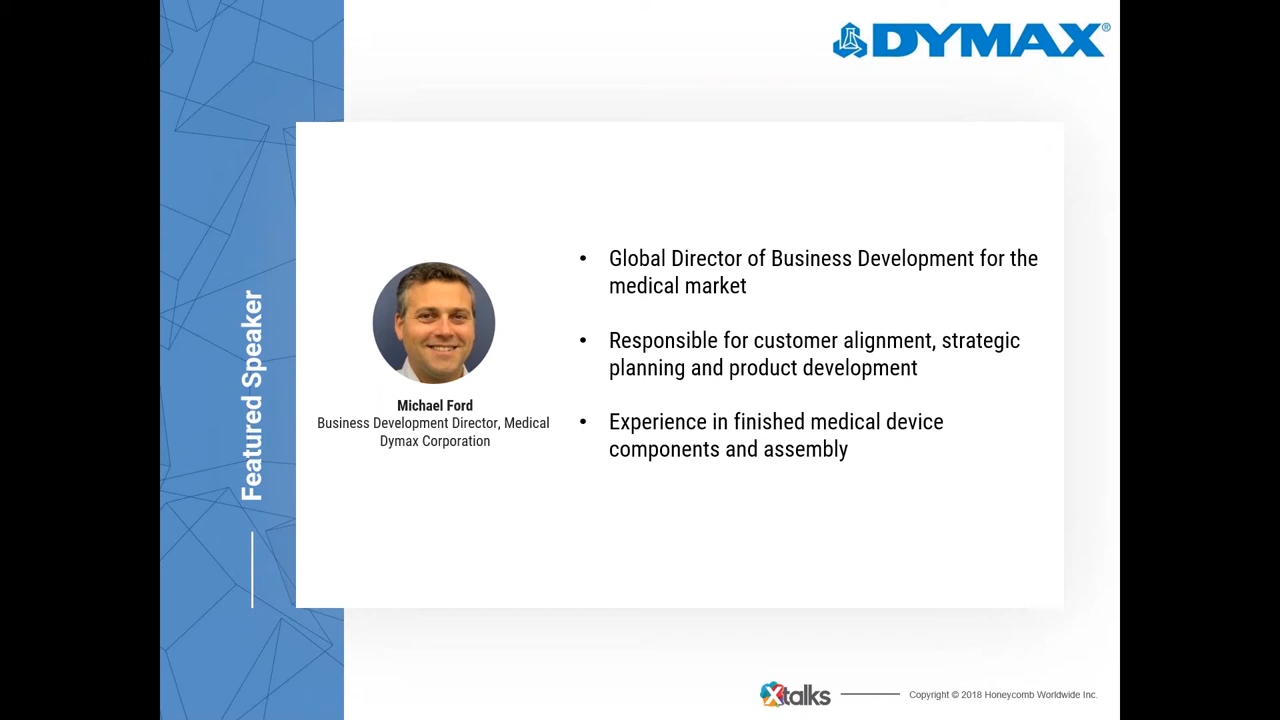 DYMAX®
Featured Speaker
Michael Ford
Business Development Director, Medical
Dymax Corporation
• Global Director of Business Development for the
medical market
• Responsible for customer alignment, strategic
planning and product development
• Experience in finished medical device
components and assembly
Xtalks
Copyright © 2018 Honeycomb Worldwide Inc.